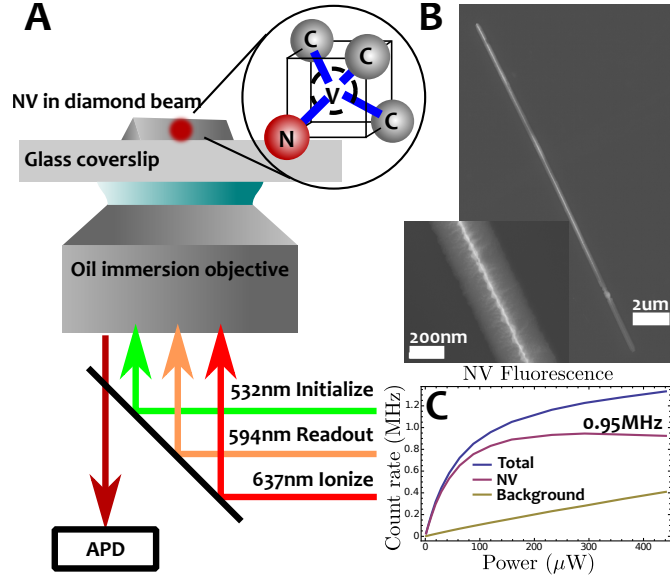 A
NV in diamond beam
C
C
V
C
N
Glass coverslip
Oil immersion objective
532nm Initialize
594nm Readout
637nm Ionize
APD
B
2um
200nm
NV Fluorescence
C
0.95MHz
Total
NV
Background
Count rate (MHz)
1.2
1.0
0.8
0.6
0.4
0.2
0.0
0
100
200
300
400
Power (μW)